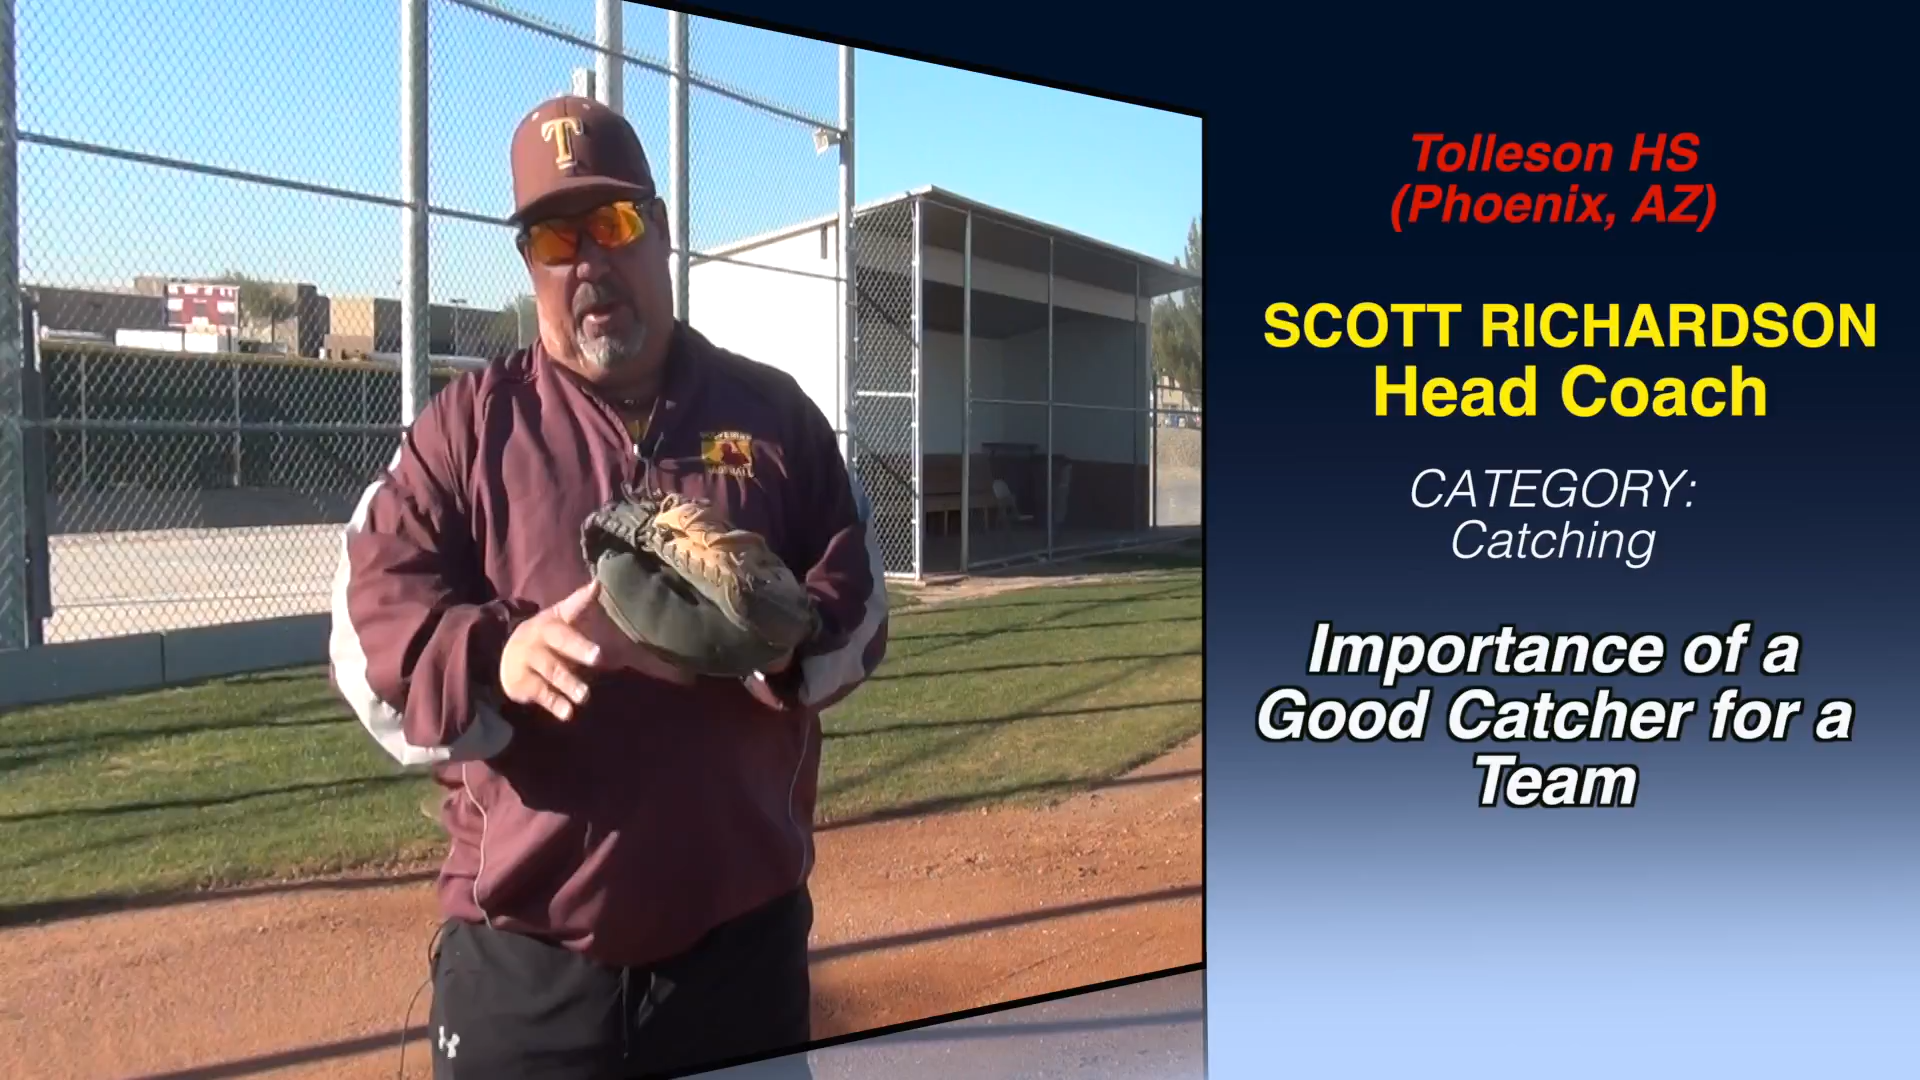 T
Tolleson HS
(Phoenix, AZ)
SCOTT RICHARDSON
Head Coach
CATEGORY:
Catching
Importance of a
Good Catcher for a
Team